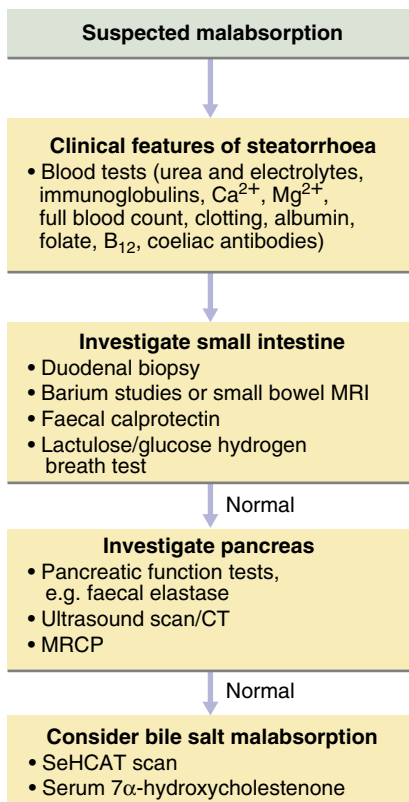 Suspected malabsorption
Clinical features of steatorrhoea
• Blood tests (urea and electrolytes,
immunoglobulins, Ca²⁺, Mg²⁺,
full blood count, clotting, albumin,
folate, B₁₂, coeliac antibodies)
Investigate small intestine
• Duodenal biopsy
• Barium studies or small bowel MRI
• Faecal calprotectin
• Lactulose/glucose hydrogen
breath test
Normal
Investigate pancreas
• Pancreatic function tests,
e.g. faecal elastase
• Ultrasound scan/CT
• MRCP
Normal
Consider bile salt malabsorption
• SeHCAT scan
• Serum 7α-hydroxycholestenone